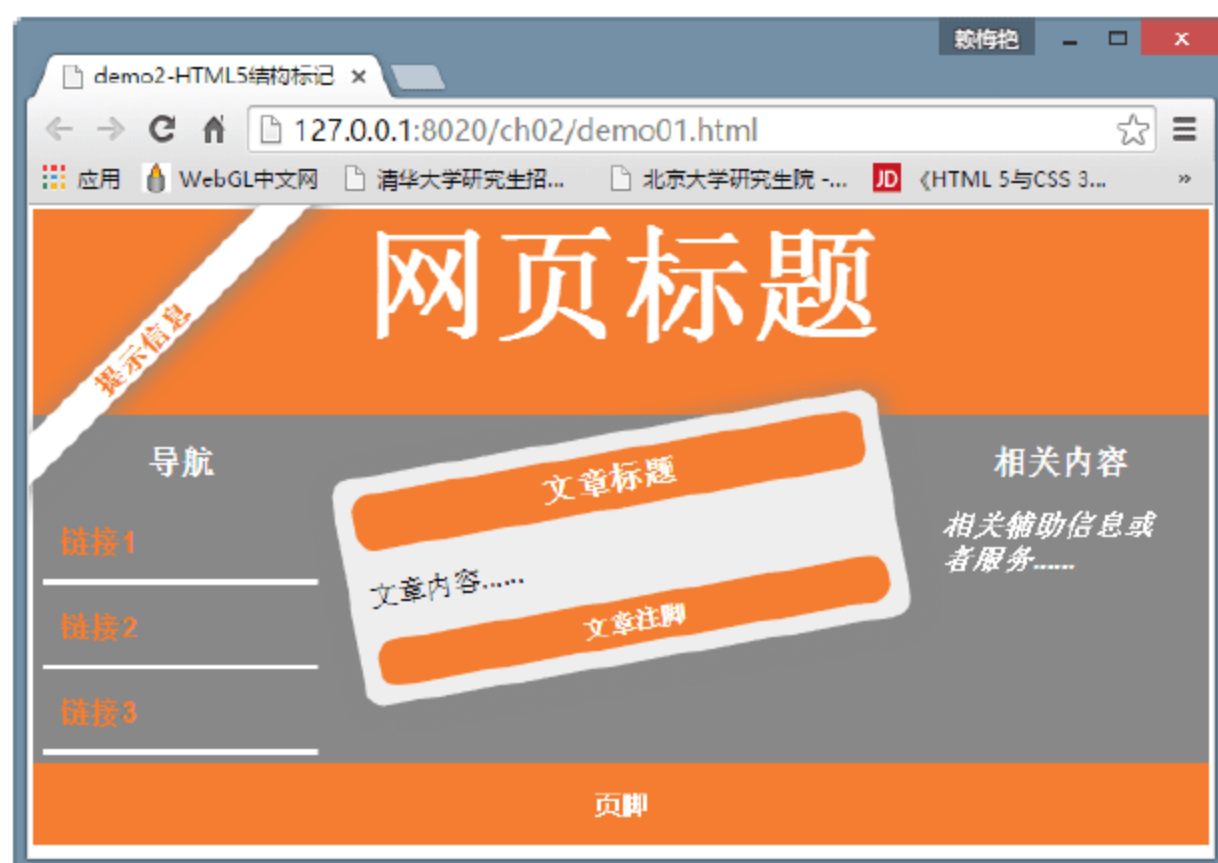 赖梅艳
demo2-HTML5结构标记
127.0.0.1:8020/ch02/demo01.html
应用 WebGL中文网 清华大学研究生招... 北京大学研究生院 -... JD 《HTML 5与CSS 3... »
网页标题
提示信息
导航
链接1
链接2
链接3
文章标题
文章内容......
文章注脚
相关内容
相关辅助信息或
者服务......
页脚